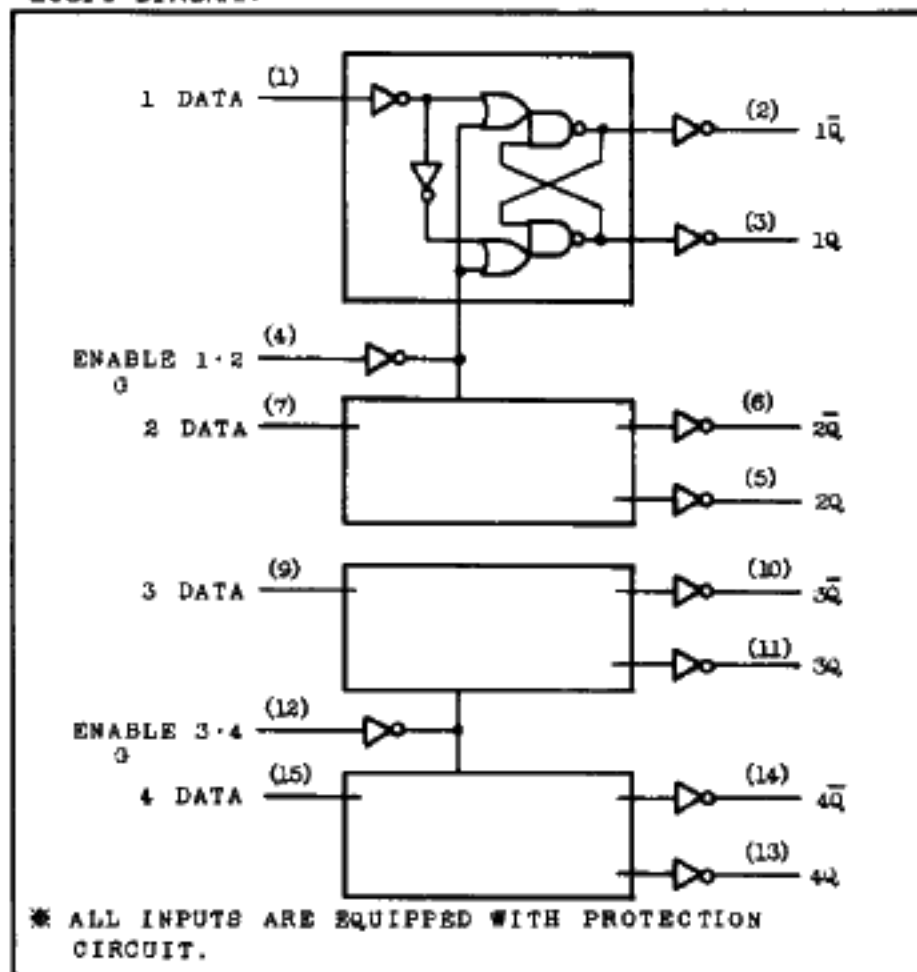 (1)
1 DATA
(2)
1Q̅
(3)
1Q
(4)
ENABLE 1·2
G
(7)
2 DATA
(6)
2Q̅
(5)
2Q
(9)
3 DATA
(10)
3Q̅
(11)
3Q
(12)
ENABLE 3·4
G
(15)
4 DATA
(14)
4Q̅
(13)
4Q
※ ALL INPUTS ARE EQUIPPED WITH PROTECTION
CIRCUIT.